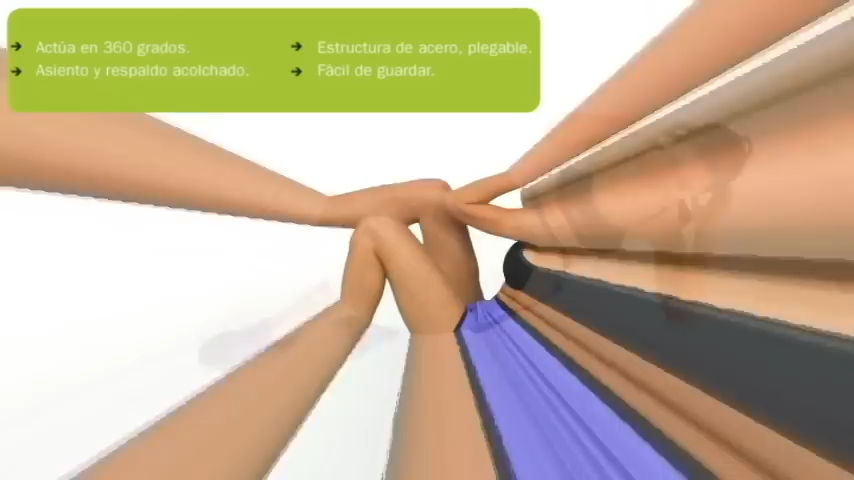 Actúa en 360 grados.
Asiento y respaldo acolchado.
Estructura de acero, plegable.
Fácil de guardar.